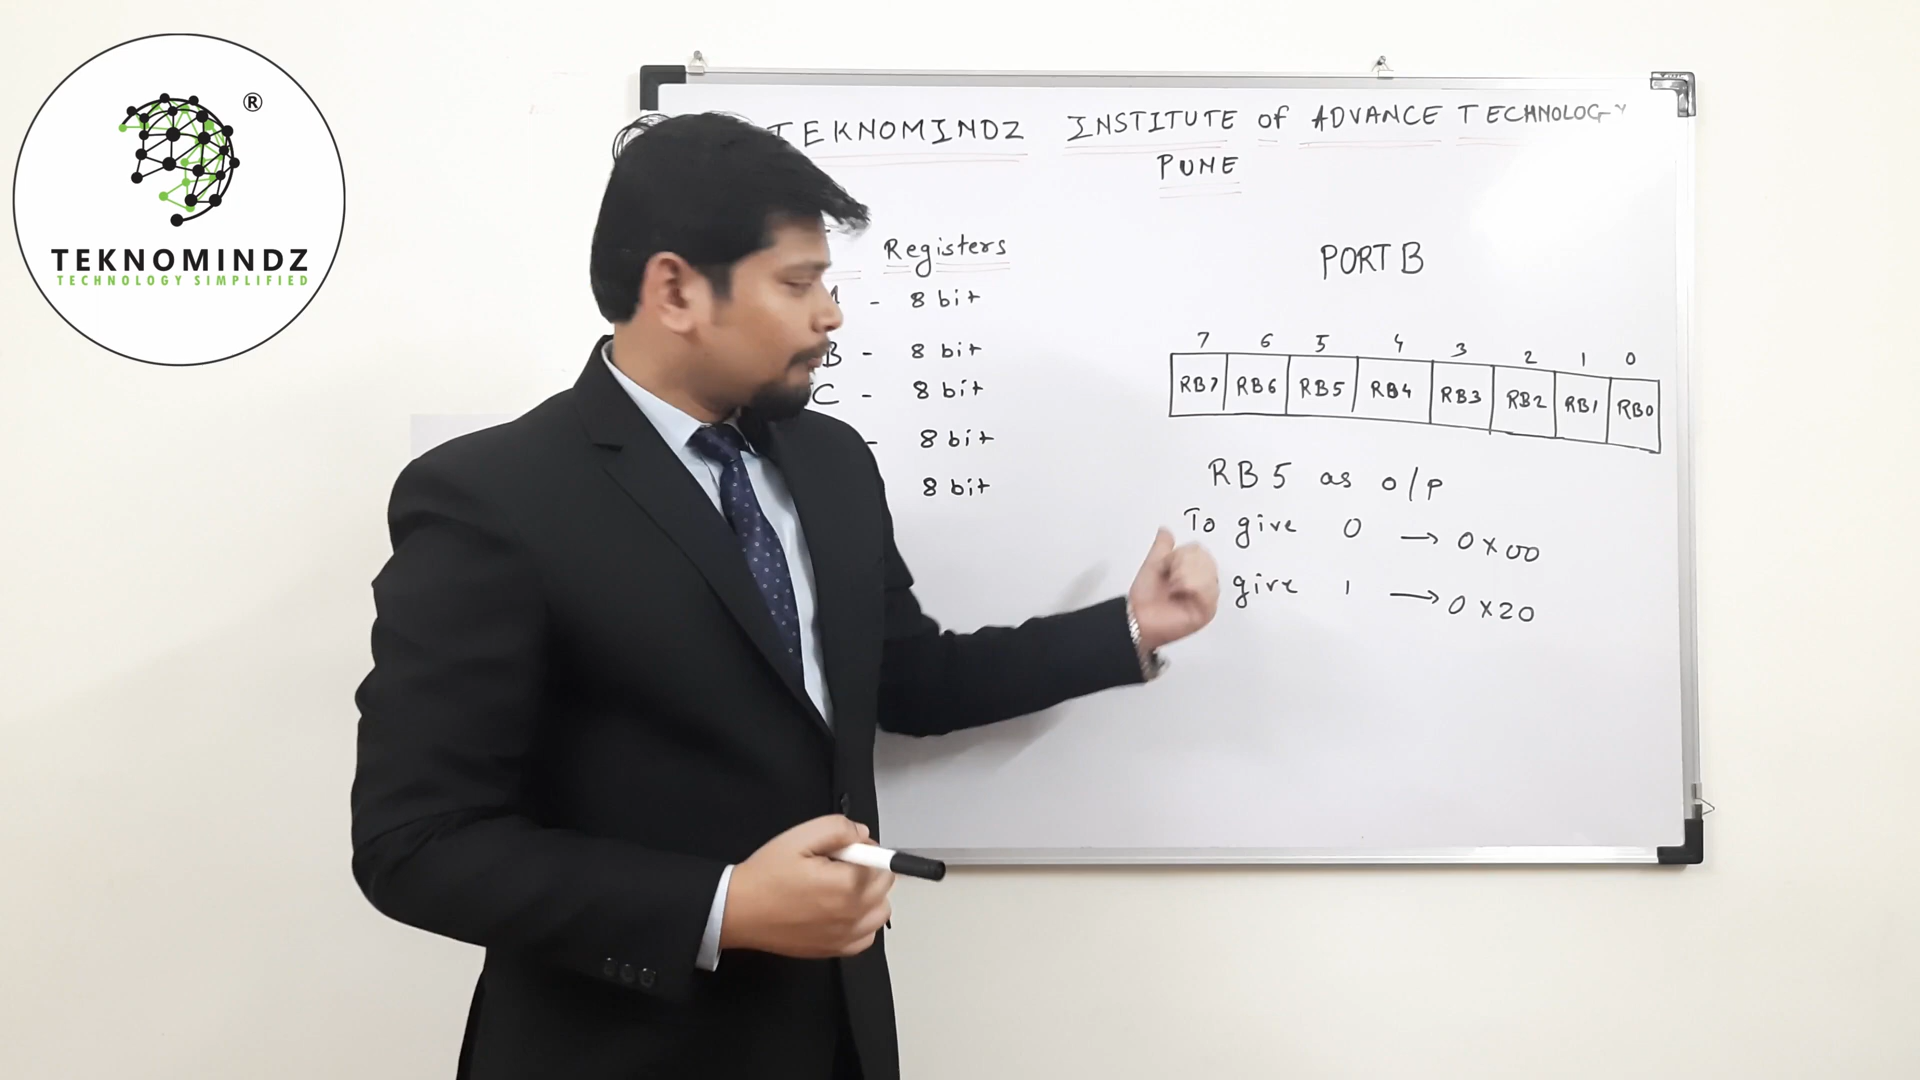 ®
TEKNOMINDZ
TECHNOLOGY SIMPLIFIED
TEKNOMINDZ INSTITUTE of ADVANCE TECHNOLOGY
PUNE
Registers
- 8 bit
B - 8 bit
C - 8 bit
- 8 bit
8 bit
PORT B
7 6 5 4 3 2 1 0
RB7 RB6 RB5 RB4 RB3 RB2 RB1 RB0
RB5 as o/p
To give 0 → 0x00
give 1 → 0x20